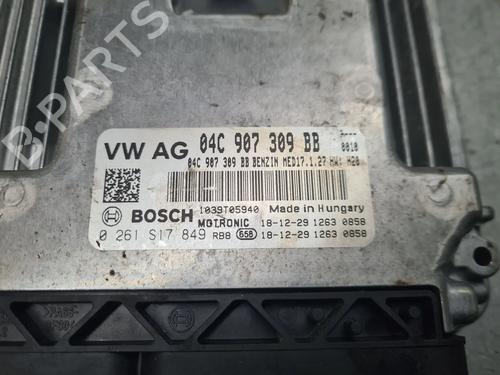 B-PARTS
VW AG 04C 907 309 BB
0010
04C 907 309 BB BENZIN MED17.1.27 HW: H20
BOSCH 1039T05940 Made in Hungary
MOTRONIC 18-12-29 1263 0858
0 261 S17 849 RBB 658 18-12-29 1263 0858
>PA66-